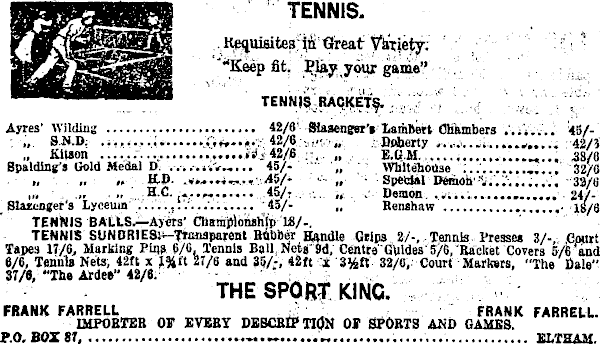 TENNIS.
Requisites in Great Variety.
"Keep fit. Play your game"
TENNIS RACKETS.
Ayres' Wilding ........................ 42/6
„ S.N.D. ........................ 42/6
„ Kitson ........................ 42/6
Spalding's Gold Medal D. ............ 45/-
„ „ „ H.D. ............ 45/-
„ „ „ H.C. ............ 45/-
Slazenger's Lyceum .................. 45/-
Slazenger's Lambert Chambers ........ 45/-
„ Doherty .................. 42/6
„ E.G.M. .................. 38/6
„ Whitehouse .................. 32/6
„ Special Demon .................. 32/6
„ Demon .................. 24/-
„ Renshaw .................. 18/6
TENNIS BALLS.—Ayers' Championship 18/-.
TENNIS SUNDRIES:—Transparent Rubber Handle Grips 2/-, Tennis Presses 3/-, Court
Tapes 17/6, Marking Pins 6/6, Tennis Ball Nets 9d, Centre Guides 5/6, Racket Covers 5/6 and
6/6, Tennis Nets, 42ft x 1¾ft 27/6 and 35/-, 42ft x 3½ft 32/6, Court Markers, "The Dale"
37/6, "The Ardee" 42/6.
THE SPORT KING.
FRANK FARRELL FRANK FARRELL.
IMPORTER OF EVERY DESCRIPTION OF SPORTS AND GAMES.
P.O. BOX 87, ........................ ELTHAM.